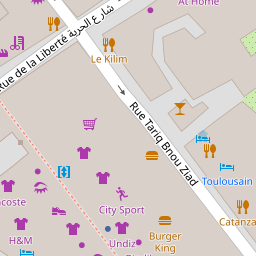 At Home
Rue de la Liberté شارع الحرية
Le Kilim
Rue Tariq Bnou Ziad
Toulousain
City Sport
Catanza
coste
H&M
Undiz
Burger
King